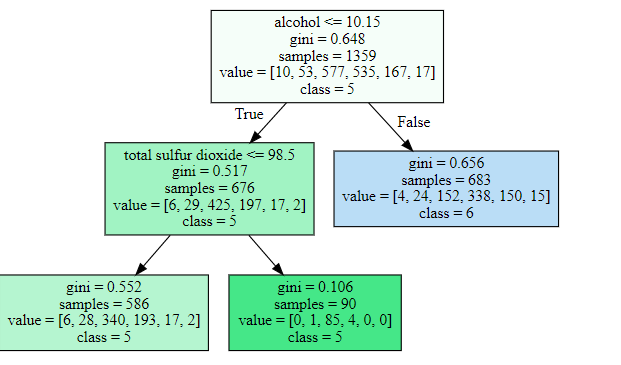 alcohol <= 10.15
gini = 0.648
samples = 1359
value = [10, 53, 577, 535, 167, 17]
class = 5
True
False
total sulfur dioxide <= 98.5
gini = 0.517
samples = 676
value = [6, 29, 425, 197, 17, 2]
class = 5
gini = 0.656
samples = 683
value = [4, 24, 152, 338, 150, 15]
class = 6
gini = 0.552
samples = 586
value = [6, 28, 340, 193, 17, 2]
class = 5
gini = 0.106
samples = 90
value = [0, 1, 85, 4, 0, 0]
class = 5